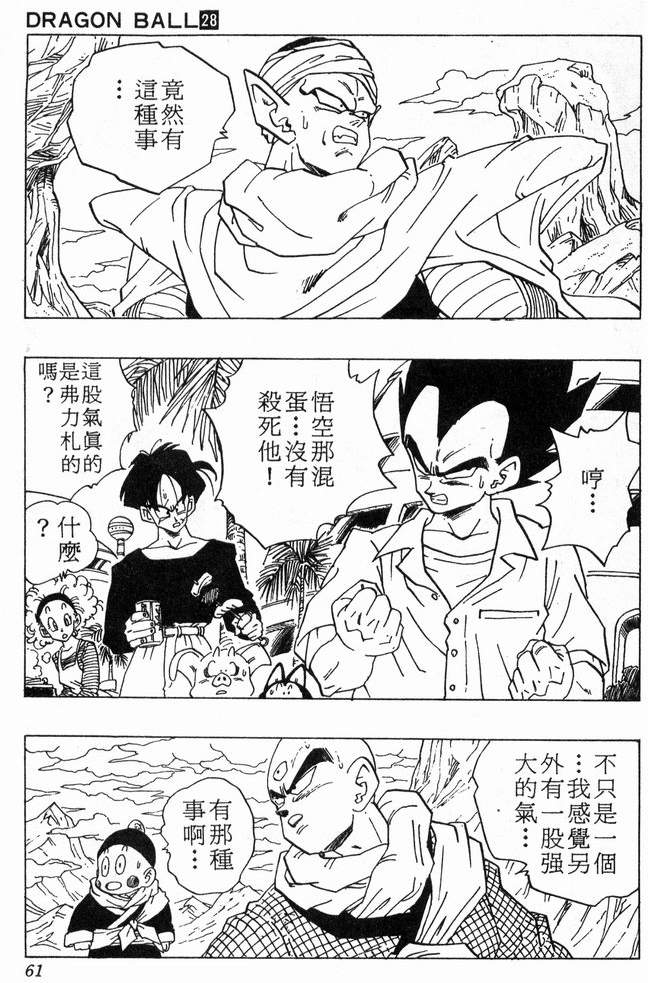 DRAGON BALL 28
竟然有
這種事
…
哼…
悟空那混
蛋…沒有
殺死他！
這股氣眞的
是弗力札的
嗎？
什麼
？
不只是一個
…我感覺另
外有一股强
大的氣…
有那種
事啊…
61